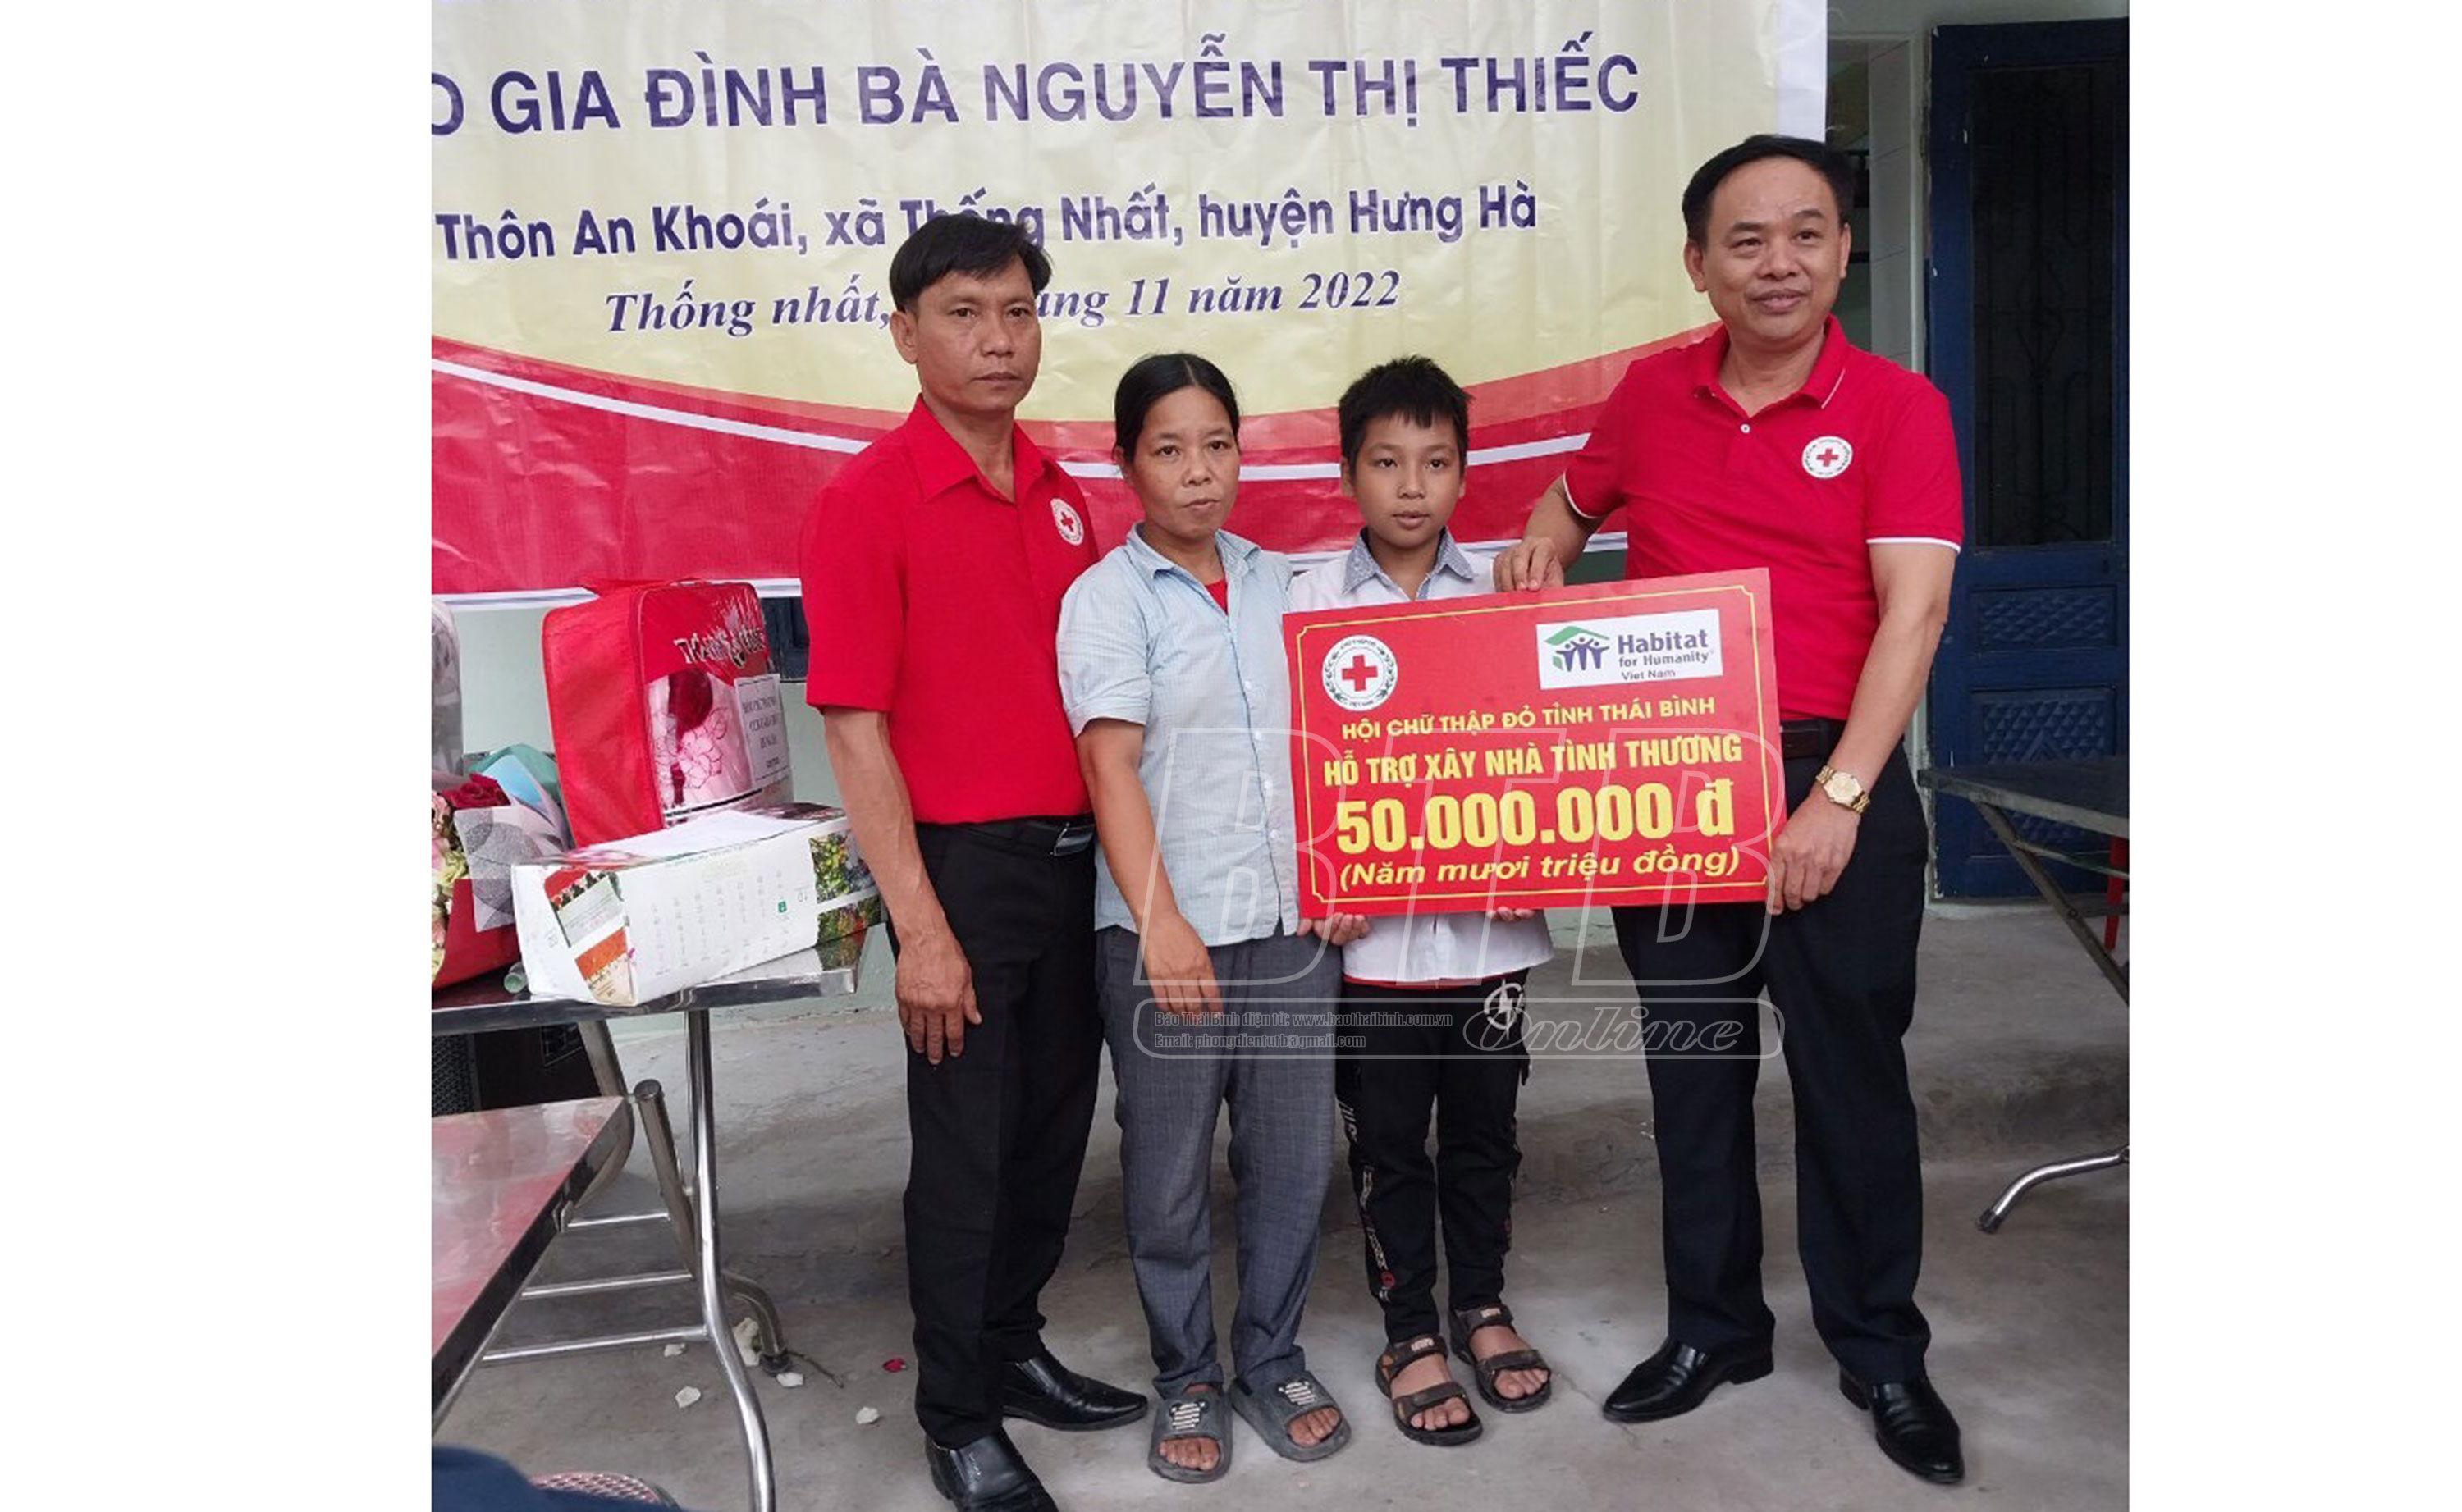 GIA ĐÌNH BÀ NGUYỄN THỊ THIẾC
Thôn An Khoái, xã Thống Nhất, huyện Hưng Hà
Thống nhất, áng 11 năm 2022
Habitat
for Humanity®
Viet Nam
HỘI CHỮ THẬP ĐỎ TỈNH THÁI BÌNH
HỖ TRỢ XÂY NHÀ TÌNH THƯƠNG
50.000.000 đ
(Năm mươi triệu đồng)
BTB
Online
Báo Thái Bình điện tử: www.baothaibinh.com.vn
Email: phongdientutb@gmail.com